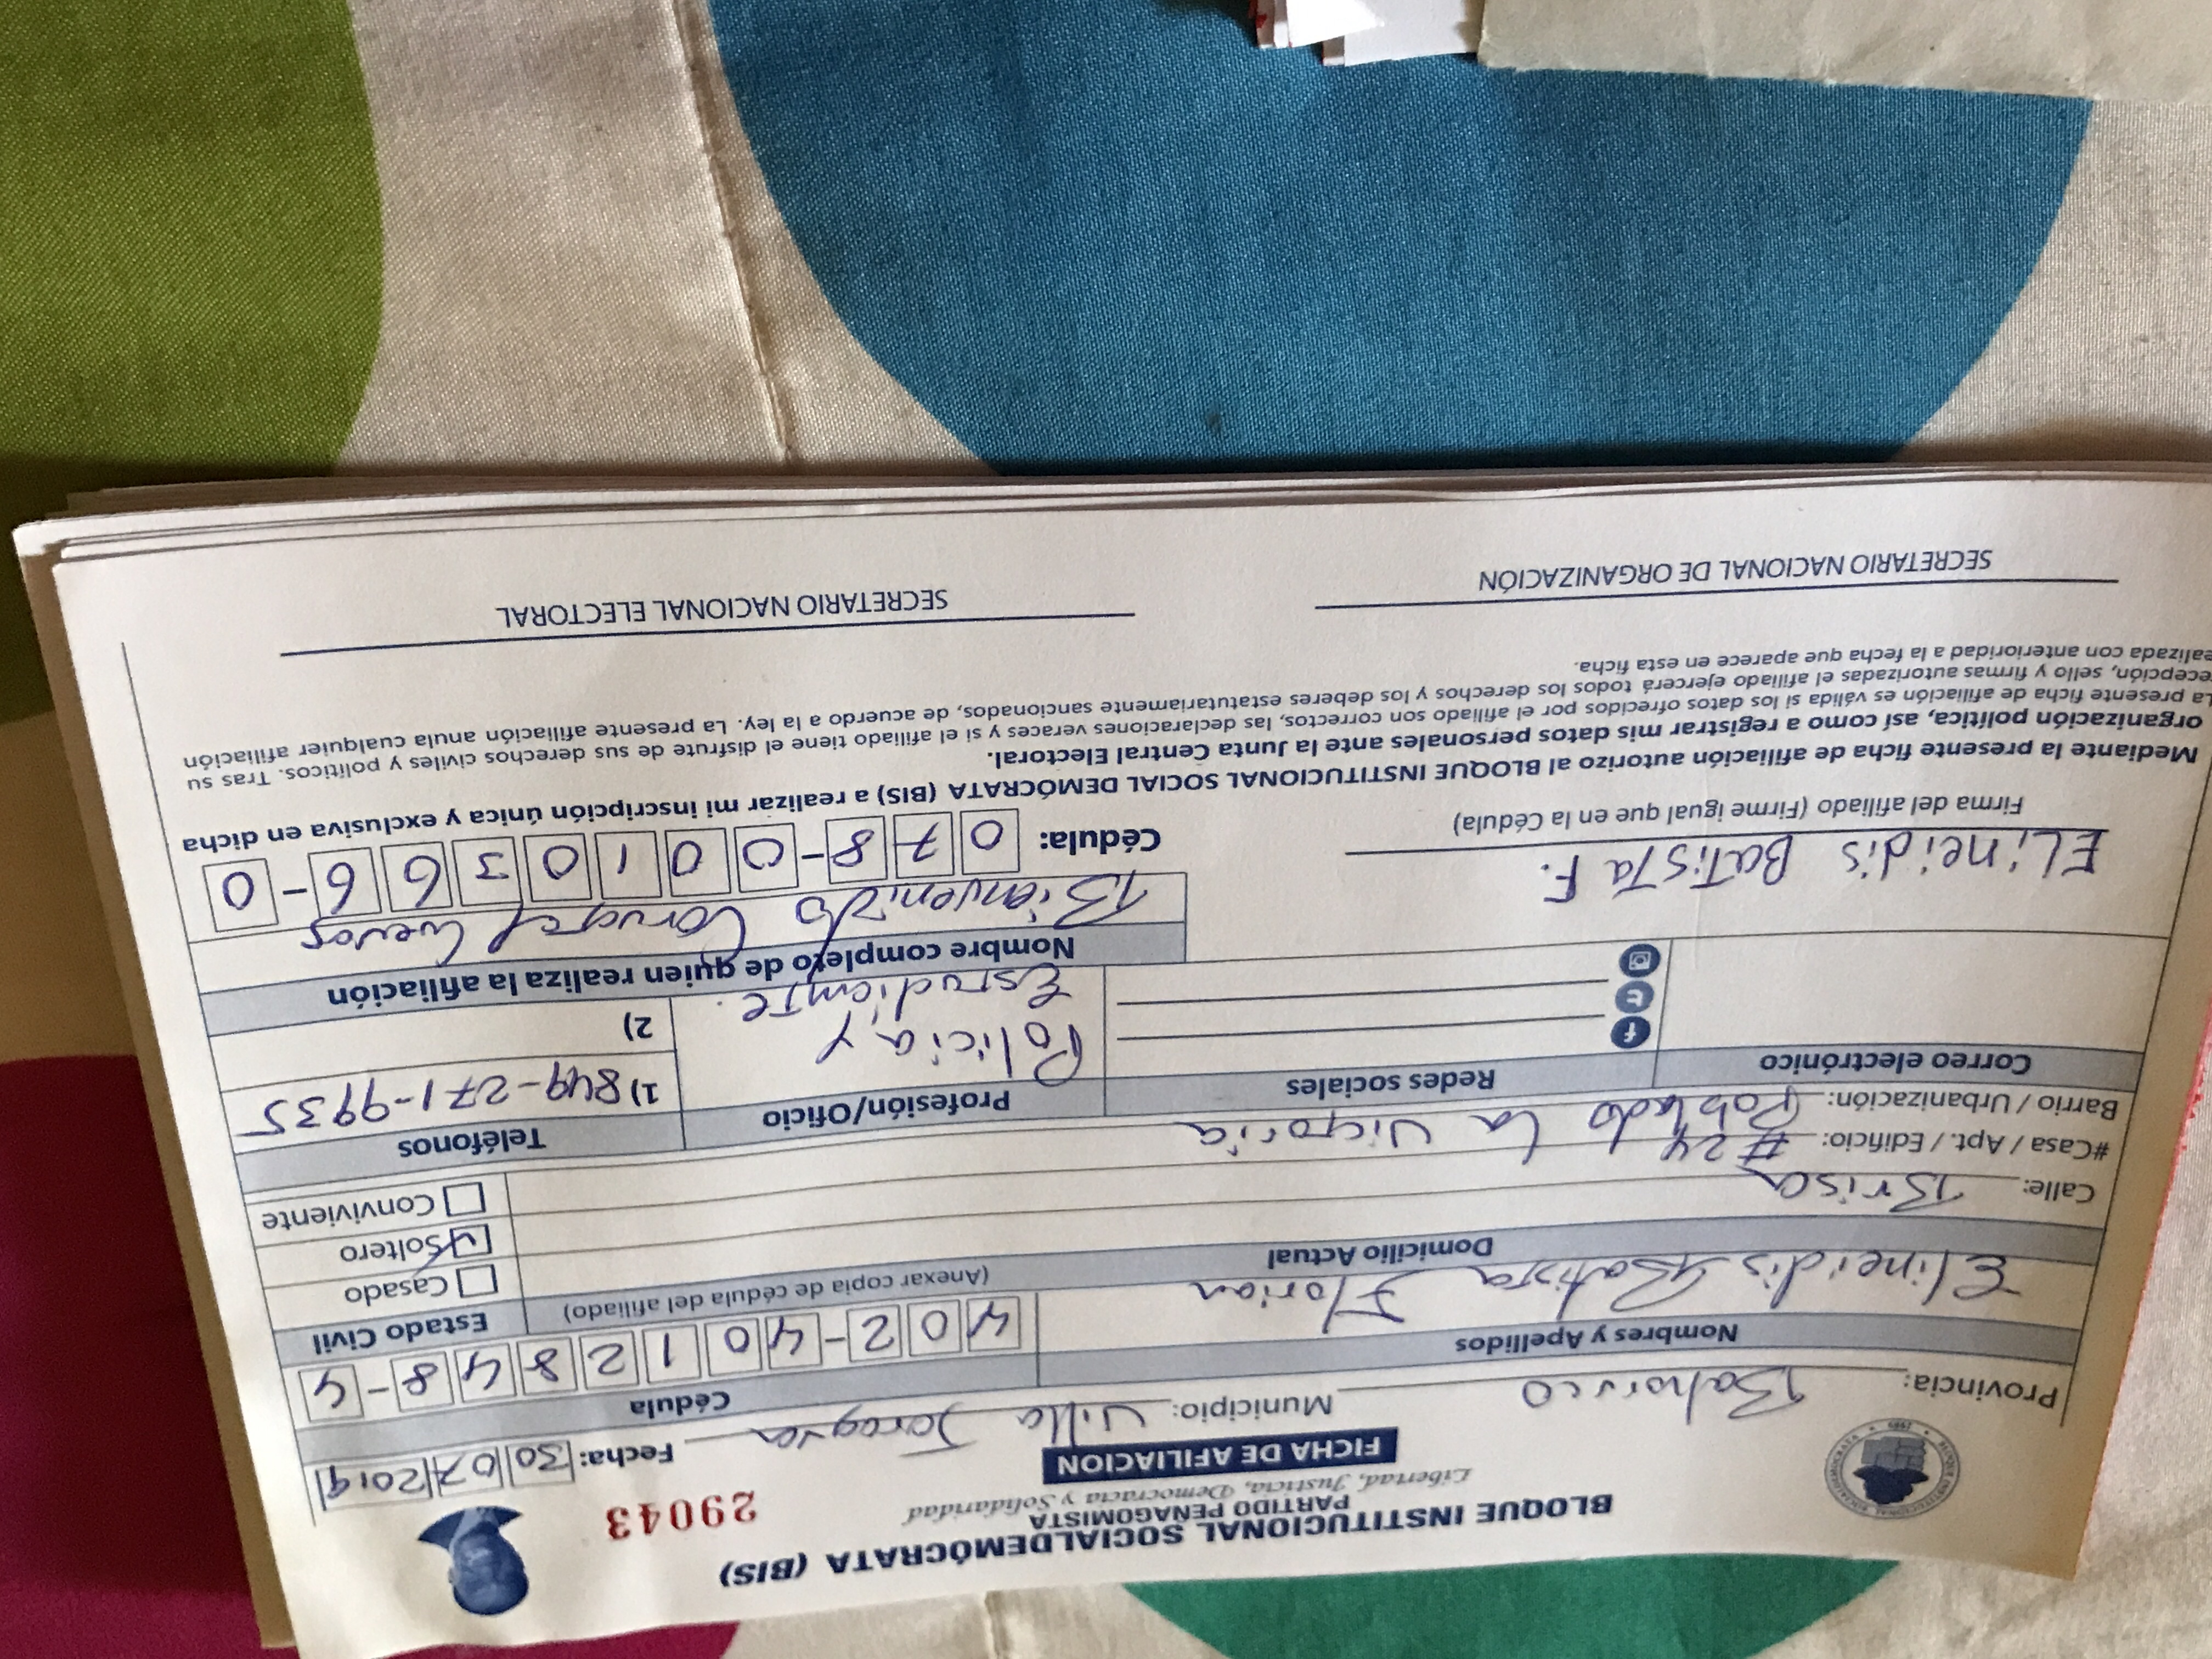 BLOQUE INSTITUCIONAL SOCIALDEMÓCRATA (BIS)
PARTIDO PENAGOMISTA
Libertad, Justicia, Democracia y Solidaridad
29043
FICHA DE AFILIACION
Fecha: 30 07 2019
Provincia: Bahoruco Municipio: Villa Jaragua
Nombres y Apellidos
Cédula
Estado Civil
Elineidis Batista Florian
402-4012848-4
(Anexar copia de cédula del afiliado)
Casado
Soltero
Conviviente
Domicilio Actual
Calle: Brisa
#Casa / Apt. / Edificio: #24
Barrio / Urbanización: Poblado la Victoria
Correo electrónico
Redes sociales
Profesión/Oficio
Teléfonos
Policia y
Estudiante.
1) 849-271-9935
2)
Nombre completo de quien realiza la afiliación
Bienvenido Cuevas
ELineidis BatisTa F.
Firma del afiliado (Firme igual que en la Cédula)
Cédula: 078-0010366-0
Mediante la presente ficha de afiliación autorizo al BLOQUE INSTITUCIONAL SOCIAL DEMÓCRATA (BIS) a realizar mi inscripción única y exclusiva en dicha
organización política, así como a registrar mis datos personales ante la Junta Central Electoral.
La presente ficha de afiliación es válida si los datos ofrecidos por el afiliado son correctos, las declaraciones veraces y si el afiliado tiene el disfrute de sus derechos civiles y políticos. Tras su
recepción, sello y firmas autorizadas el afiliado ejercerá todos los derechos y los deberes estatutariamente sancionados, de acuerdo a la ley. La presente afiliación anula cualquier afiliación
realizada con anterioridad a la fecha que aparece en esta ficha.
SECRETARIO NACIONAL DE ORGANIZACIÓN
SECRETARIO NACIONAL ELECTORAL